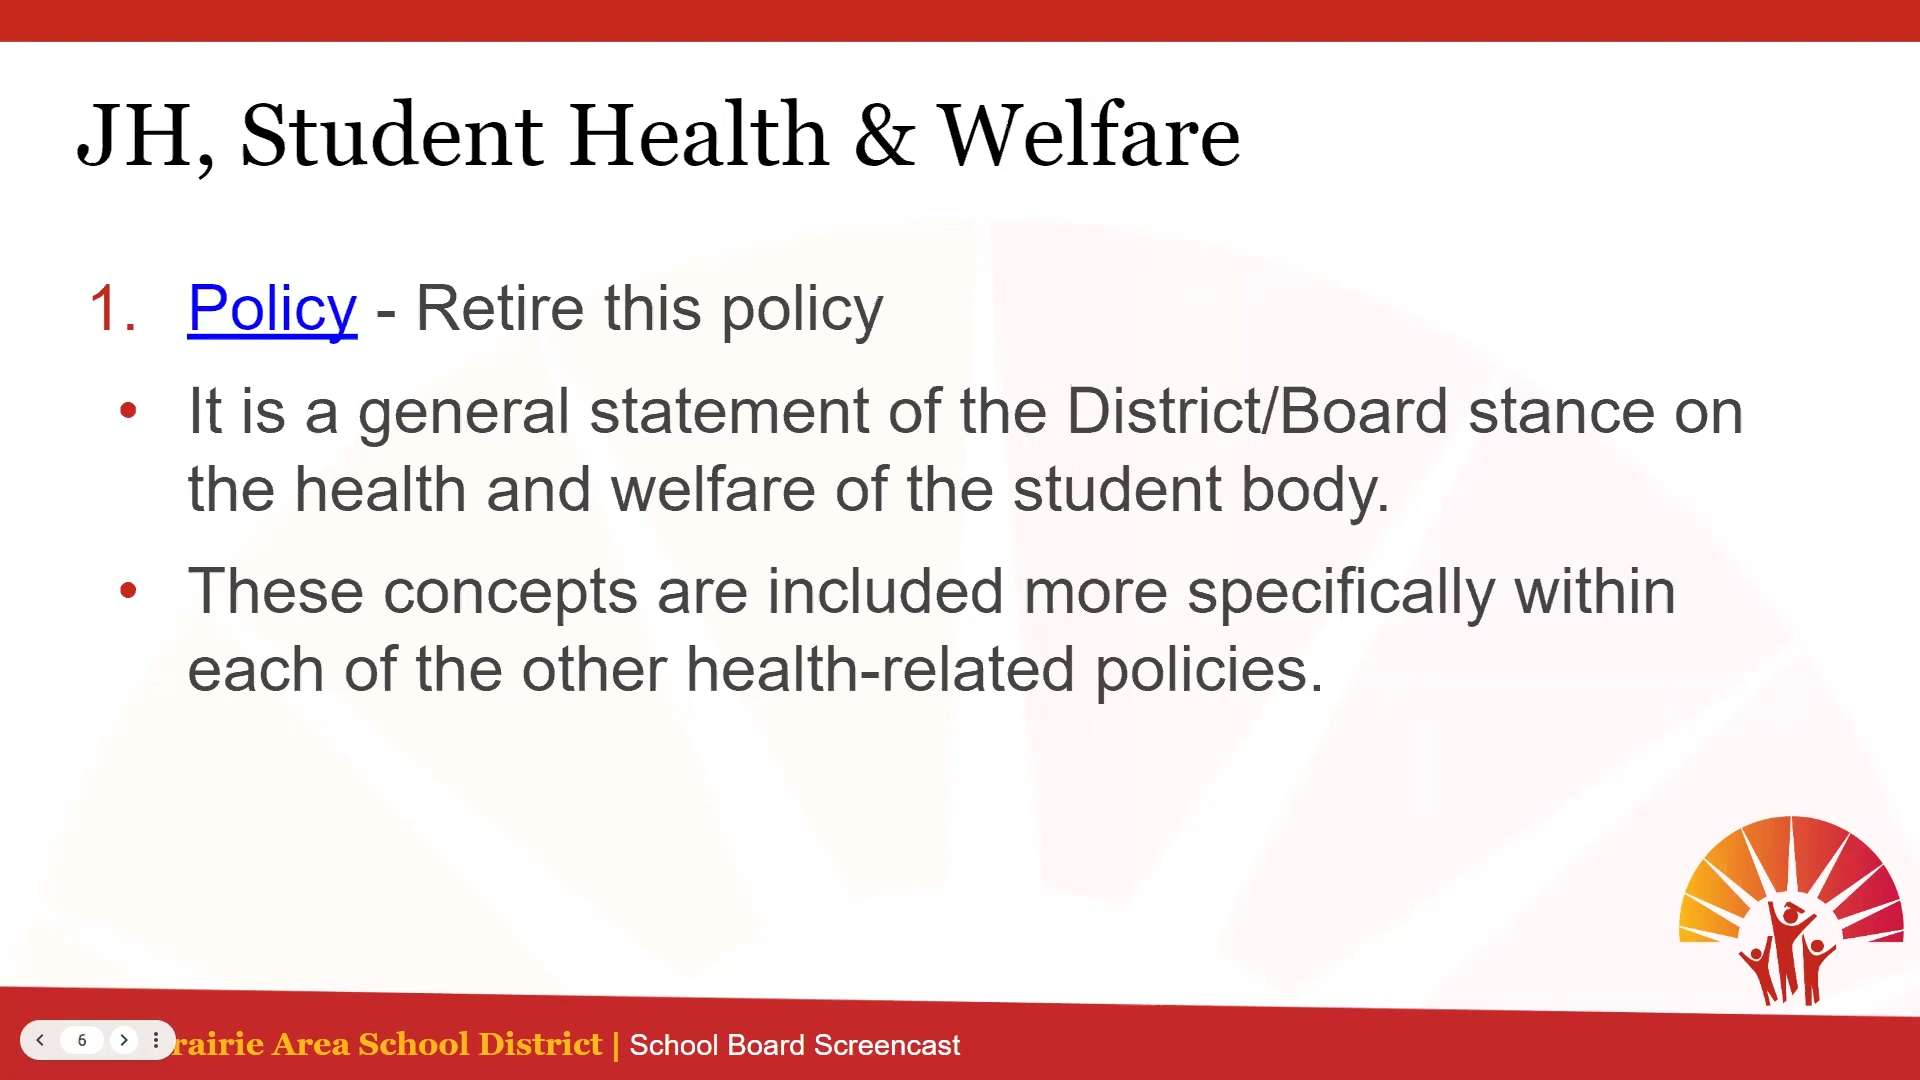 JH, Student Health & Welfare
1. Policy - Retire this policy
• It is a general statement of the District/Board stance on
the health and welfare of the student body.
• These concepts are included more specifically within
each of the other health-related policies.
6
rairie Area School District | School Board Screencast